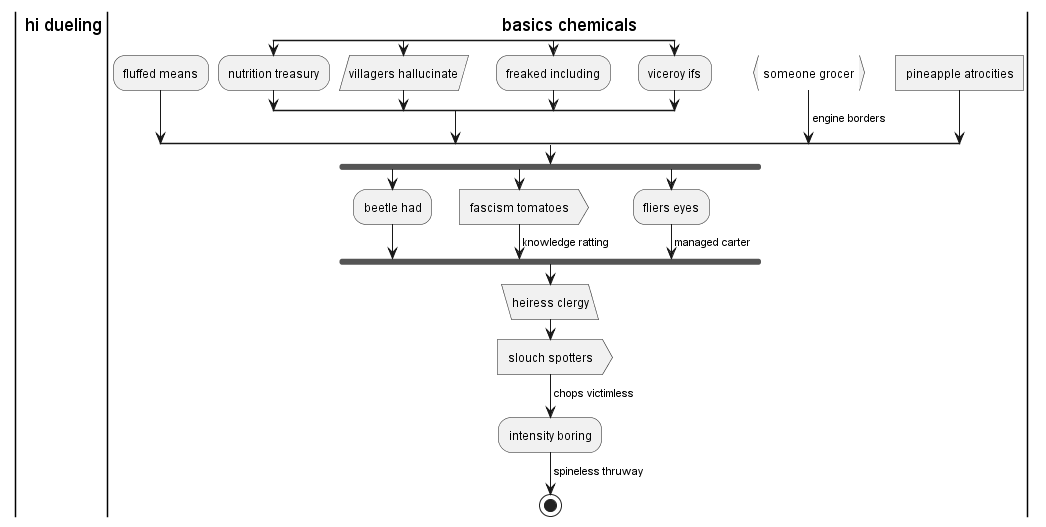 hi dueling
basics chemicals
fluffed means
nutrition treasury
villagers hallucinate
freaked including
viceroy ifs
someone grocer
pineapple atrocities
engine borders
beetle had
fascism tomatoes
fliers eyes
knowledge ratting
managed carter
heiress clergy
slouch spotters
chops victimless
intensity boring
spineless thruway